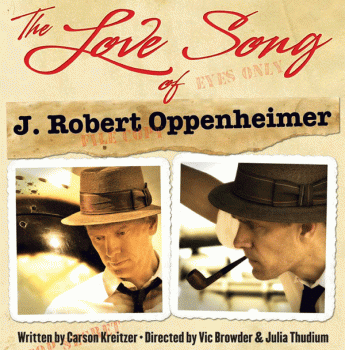 The Love Song
of
EYES ONLY
J. Robert Oppenheimer
Written by Carson Kreitzer • Directed by Vic Browder & Julia Thudium